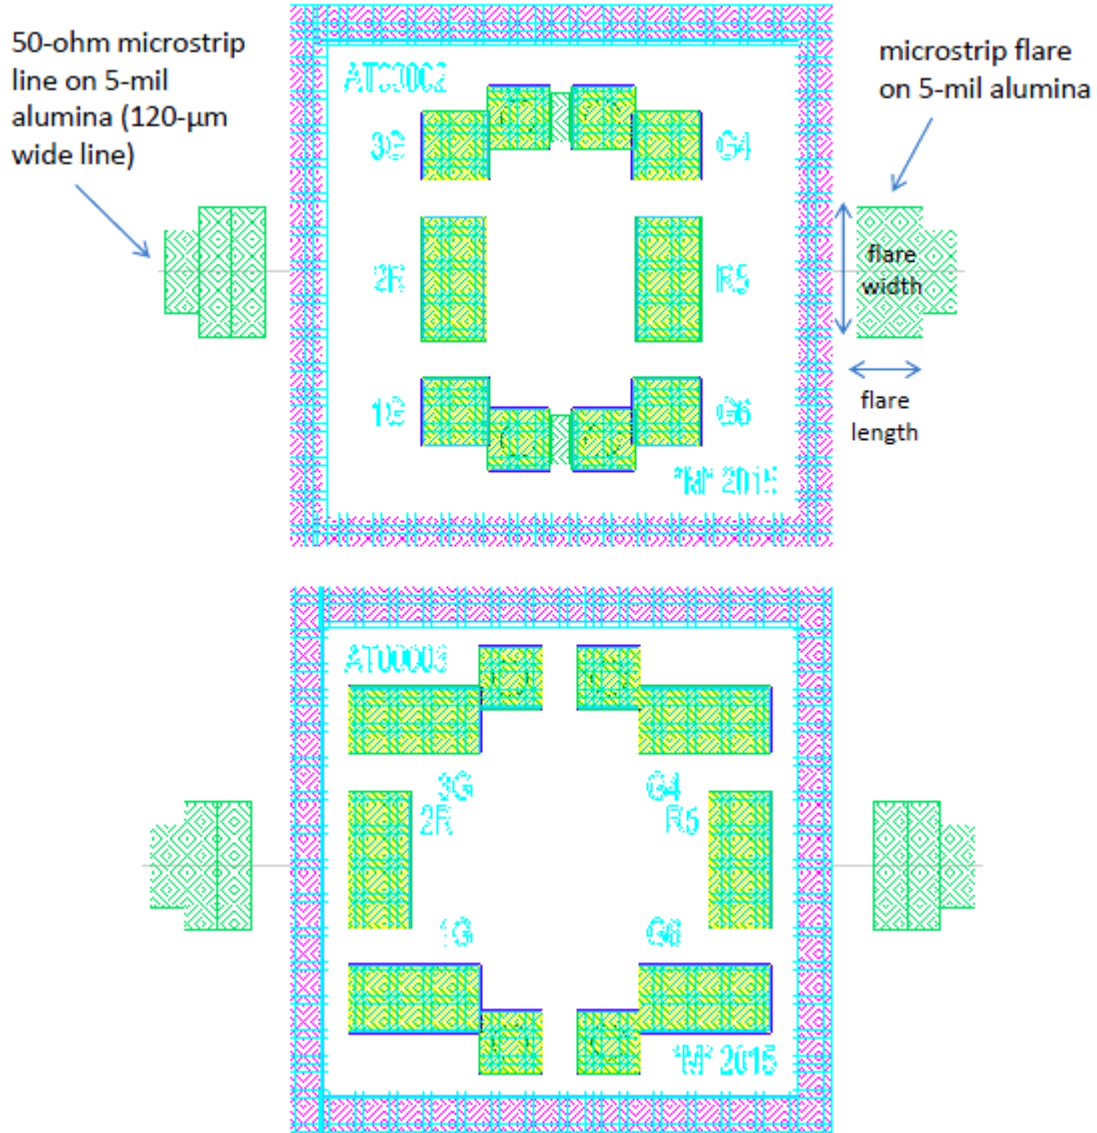 50-ohm microstrip
line on 5-mil
alumina (120-μm
wide line)
microstrip flare
on 5-mil alumina
AT00002
3G
G4
2R
R5
flare
width
1G
G6
flare
length
"M" 2015
AT00003
3G
G4
2R
R5
1G
G6
"M" 2015